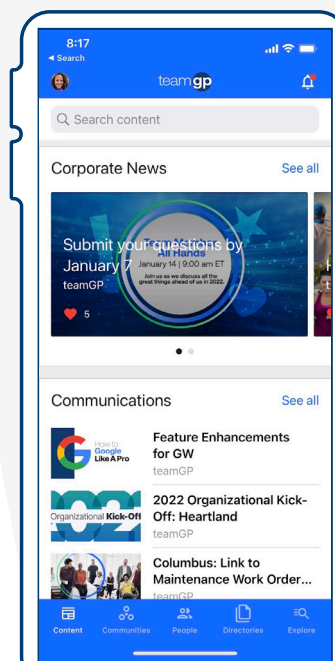 8:17
◄ Search
teamgp
Search content
Corporate News
See all
Submit your questions by
January 7
teamGP
All Hands
January 14 | 9:00 am ET
Join us as we discuss all the
great things ahead of us in 2022.
5
Communications
See all
How to
Google
Like A Pro
Feature Enhancements
for GW
teamGP
Organizational Kick-Off
2022 Organizational Kick-
Off: Heartland
teamGP
Columbus: Link to
Maintenance Work Order...
teamGP
Content
Communities
People
Directories
Explore